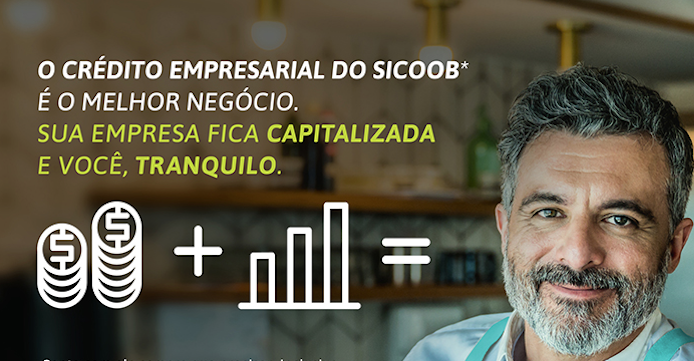 O CRÉDITO EMPRESARIAL DO SICOOB*
É O MELHOR NEGÓCIO.
SUA EMPRESA FICA CAPITALIZADA
E VOCÊ, TRANQUILO.
$ $ + =